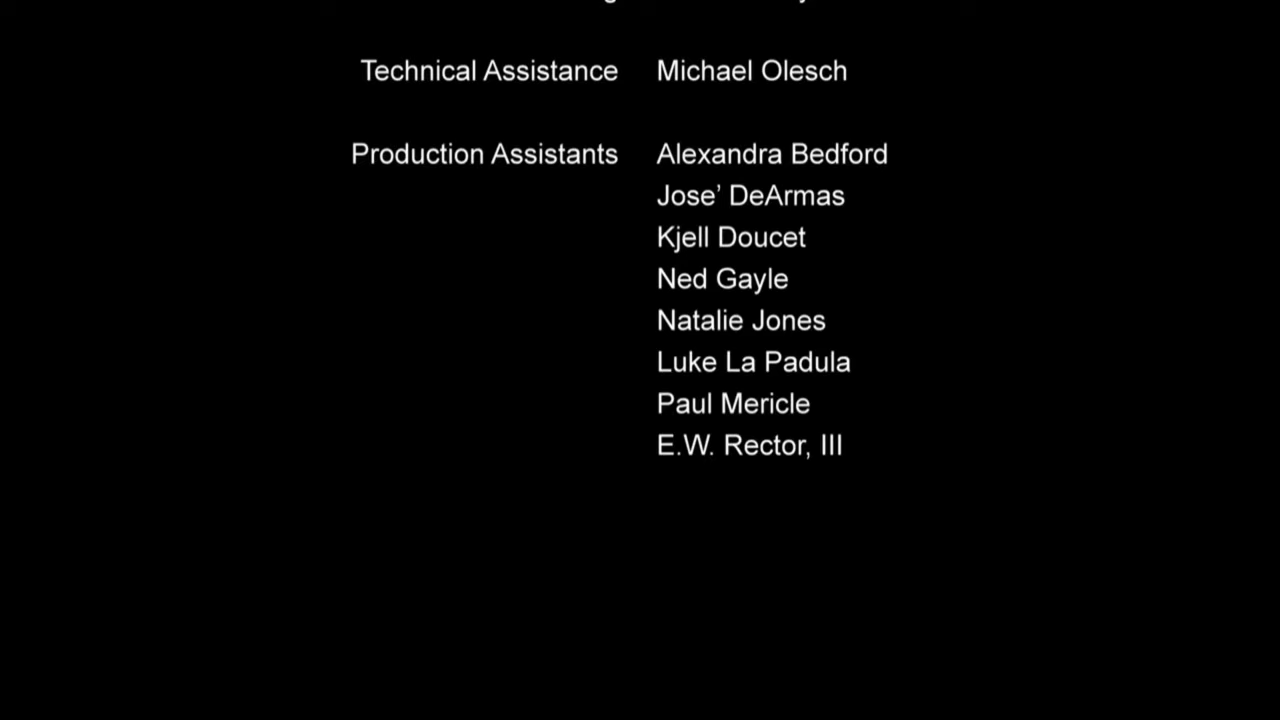 Technical Assistance Michael Olesch
Production Assistants Alexandra Bedford
Jose’ DeArmas
Kjell Doucet
Ned Gayle
Natalie Jones
Luke La Padula
Paul Mericle
E.W. Rector, III